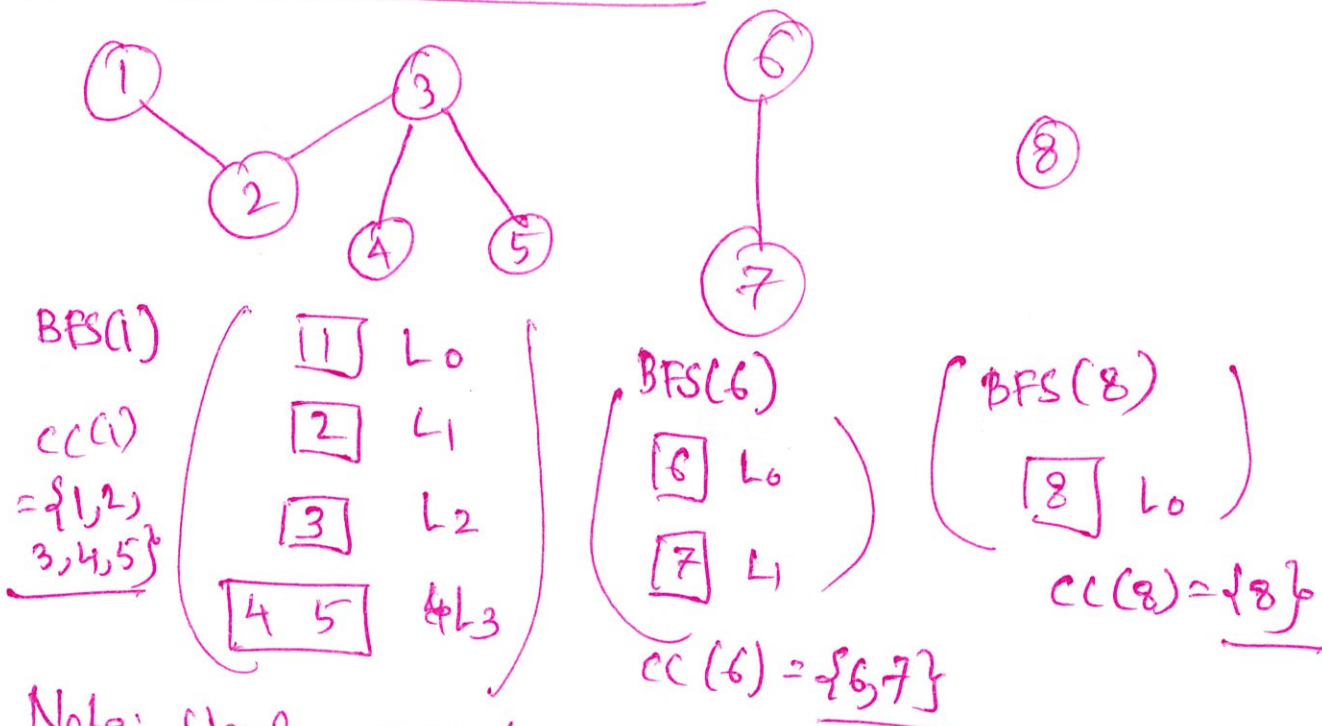 1
3
6
8
2
4
5
7
BFS(1)
CC(1)
={1,2,
3,4,5}
1 L0
2 L1
3 L2
4 5 L3
BFS(6)
6 L0
7 L1
CC(6) = {6,7}
BFS(8)
8 L0
CC(8) = {8}
Note: